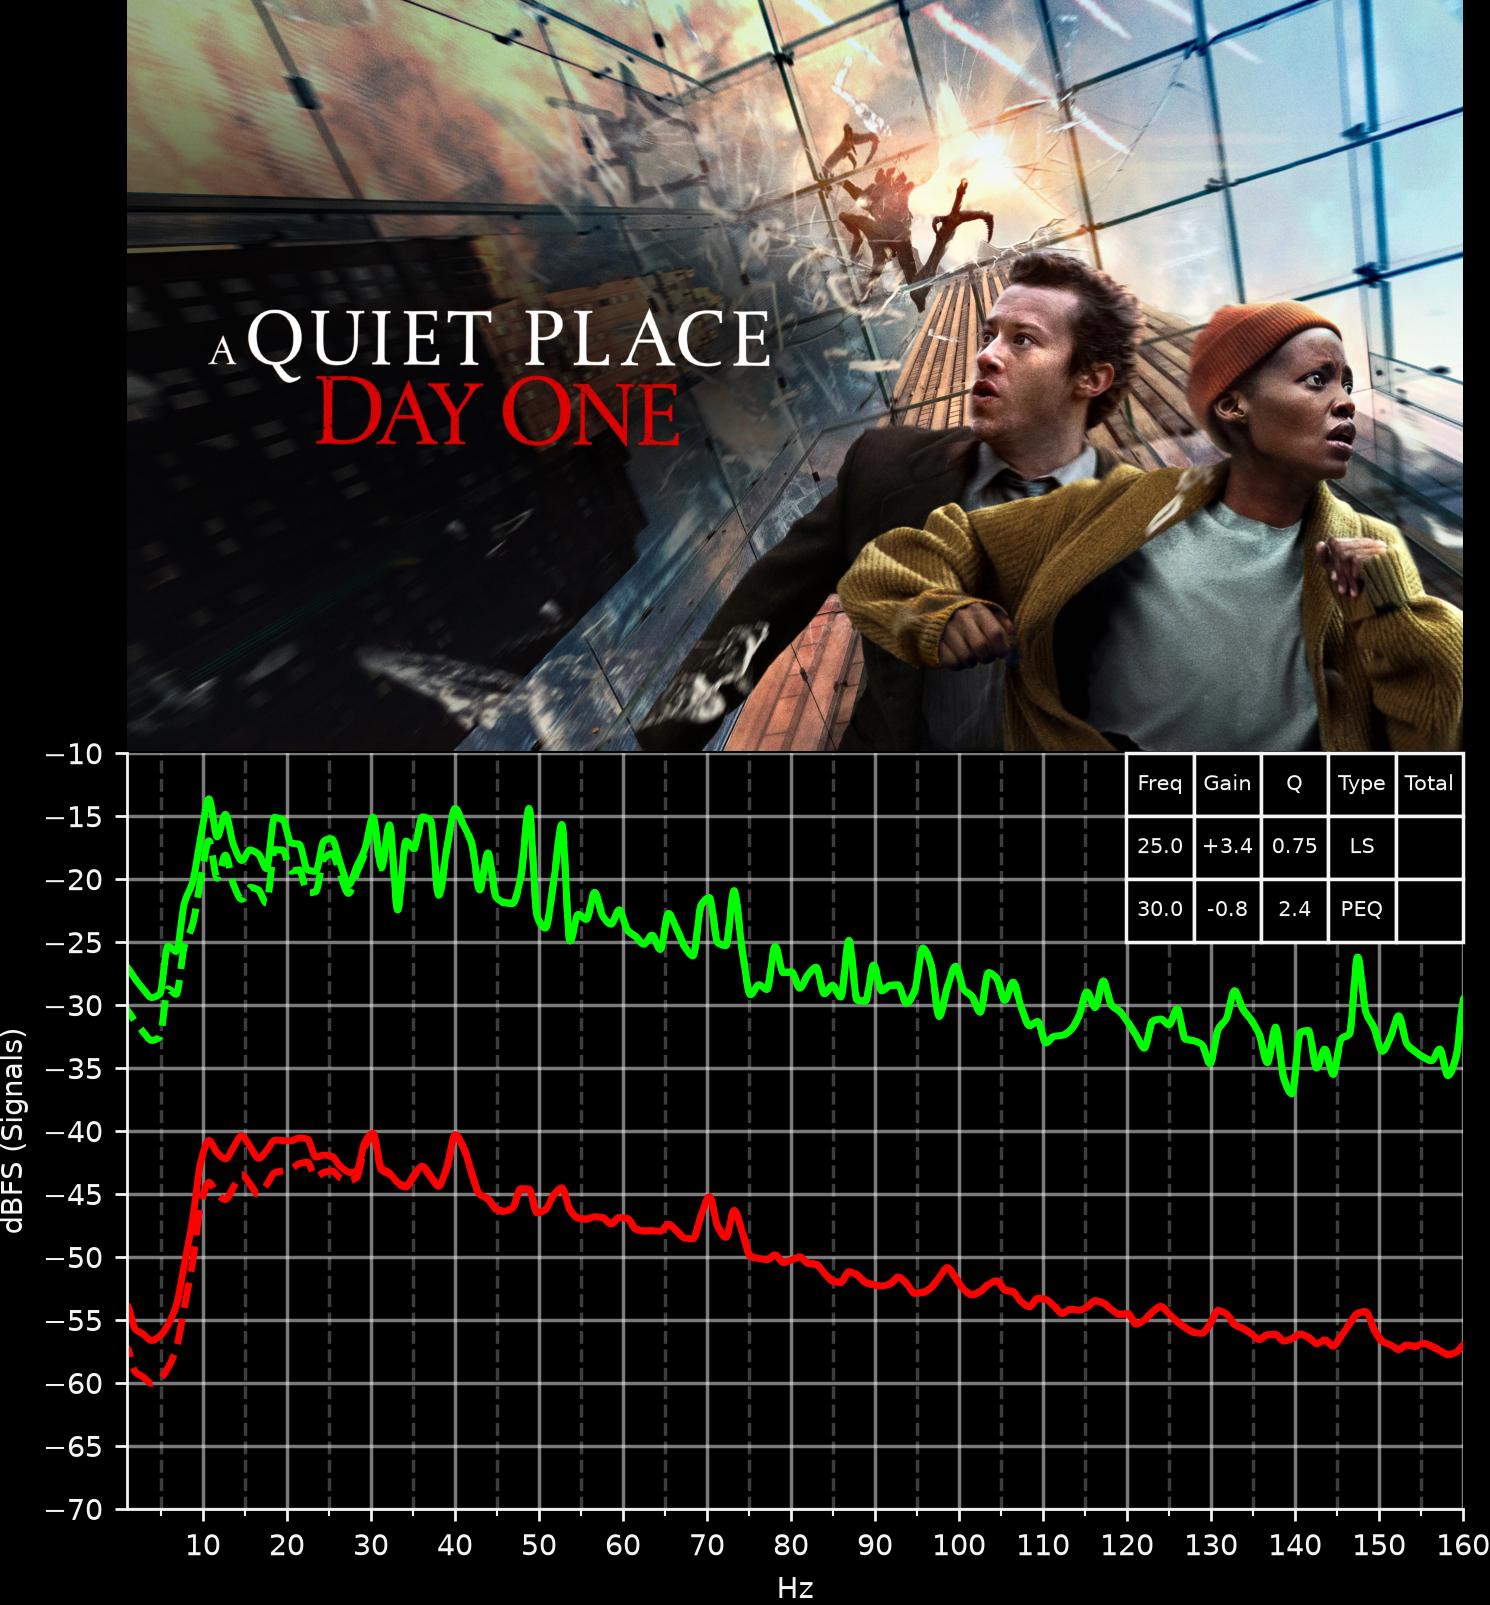 A QUIET PLACE
DAY ONE
Freq Gain Q Type Total
25.0 +3.4 0.75 LS
30.0 -0.8 2.4 PEQ
−10
−15
−20
−25
−30
−35
−40
−45
−50
−55
−60
−65
−70
dBFS (Signals)
10 20 30 40 50 60 70 80 90 100 110 120 130 140 150 160
Hz